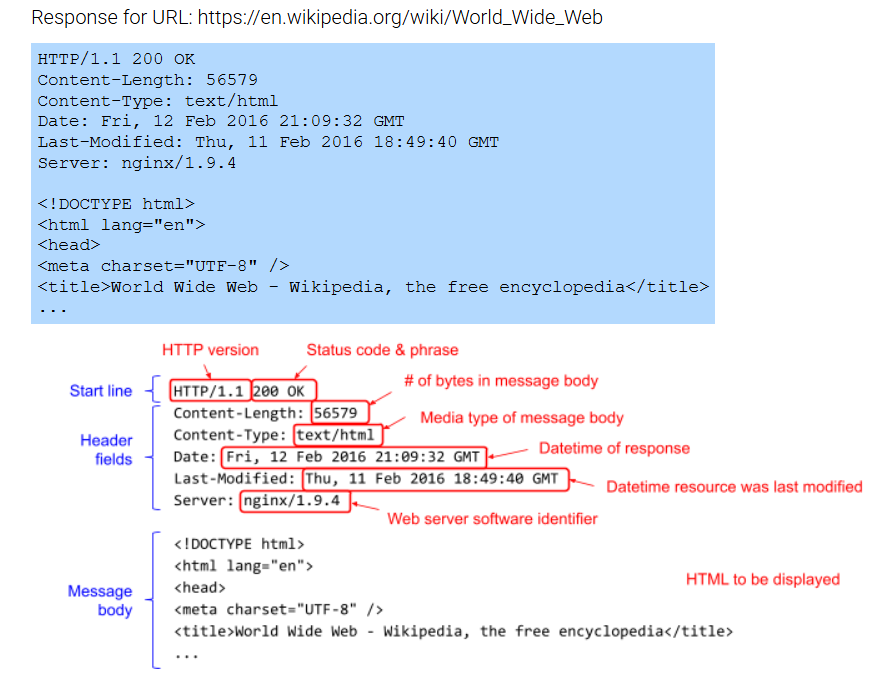 Response for URL: https://en.wikipedia.org/wiki/World_Wide_Web
HTTP/1.1 200 OK
Content-Length: 56579
Content-Type: text/html
Date: Fri, 12 Feb 2016 21:09:32 GMT
Last-Modified: Thu, 11 Feb 2016 18:49:40 GMT
Server: nginx/1.9.4
<!DOCTYPE html>
<html lang="en">
<head>
<meta charset="UTF-8" />
<title>World Wide Web - Wikipedia, the free encyclopedia</title>
...
HTTP version
Status code & phrase
Start line
HTTP/1.1 200 OK
# of bytes in message body
Header
fields
Content-Length: 56579
Media type of message body
Content-Type: text/html
Datetime of response
Date: Fri, 12 Feb 2016 21:09:32 GMT
Last-Modified: Thu, 11 Feb 2016 18:49:40 GMT
Datetime resource was last modified
Server: nginx/1.9.4
Web server software identifier
Message
body
<!DOCTYPE html>
<html lang="en">
<head>
HTML to be displayed
<meta charset="UTF-8" />
<title>World Wide Web - Wikipedia, the free encyclopedia</title>
...